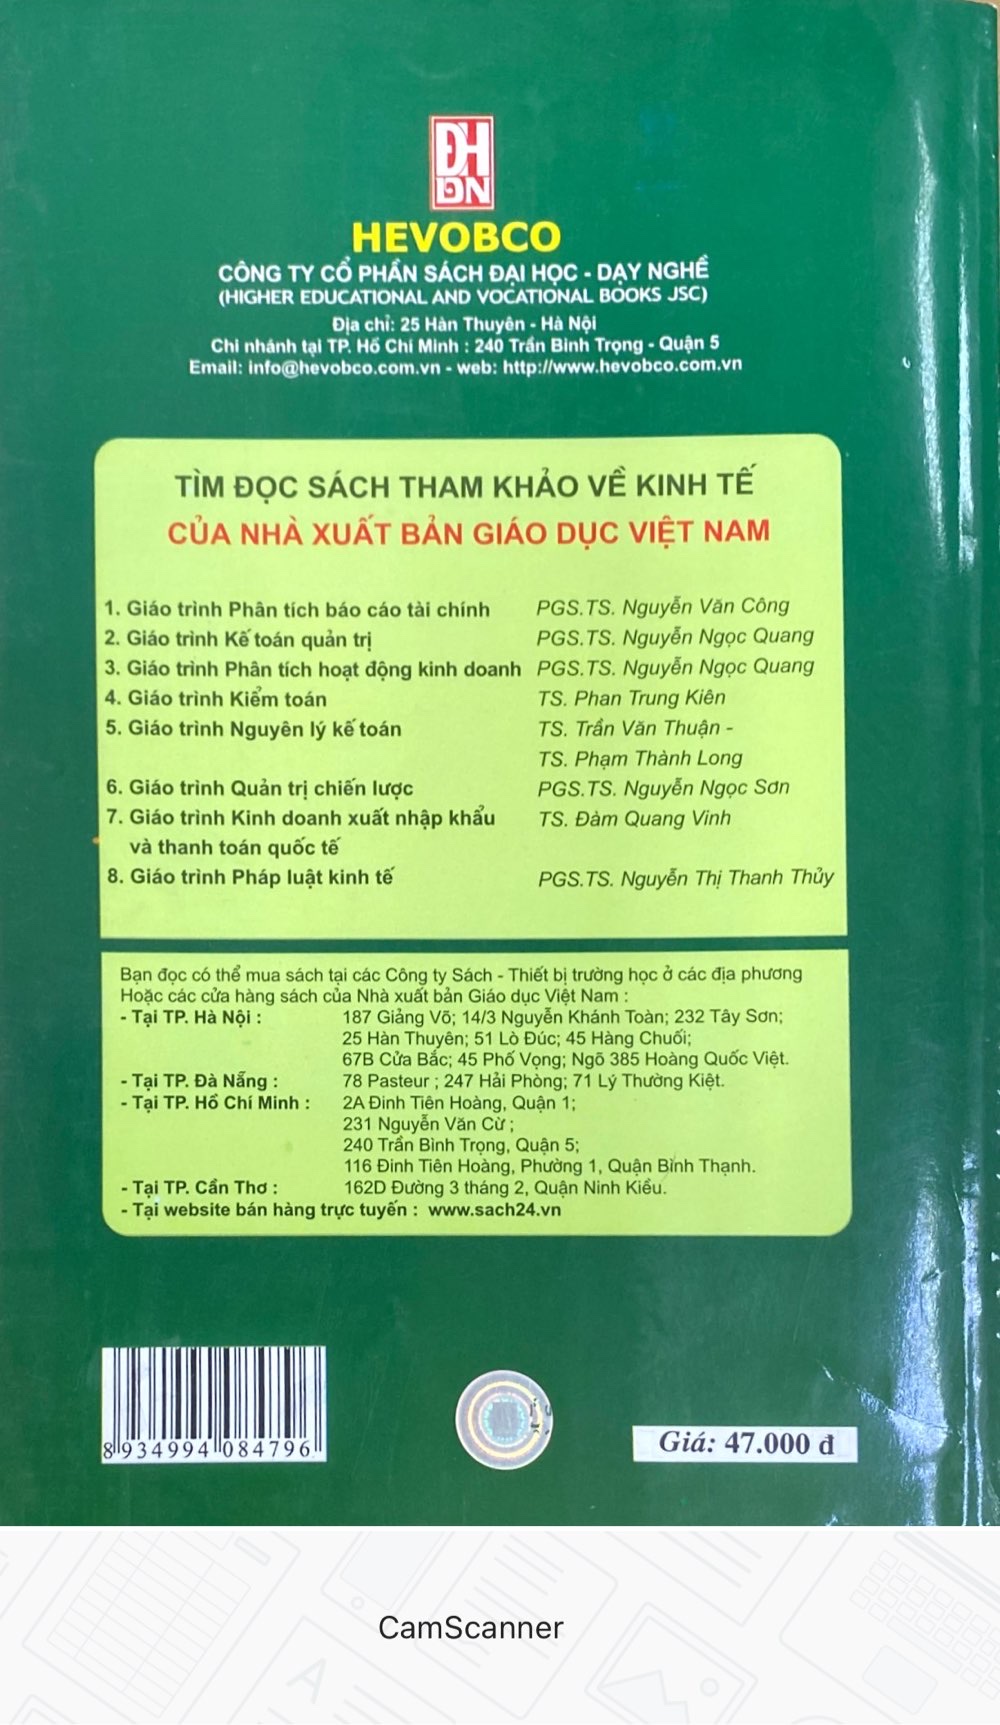 ĐH
DN
HEVOBCO
CÔNG TY CỔ PHẦN SÁCH ĐẠI HỌC - DẠY NGHỀ
(HIGHER EDUCATIONAL AND VOCATIONAL BOOKS JSC)
Địa chỉ: 25 Hàn Thuyên - Hà Nội
Chi nhánh tại TP. Hồ Chí Minh : 240 Trần Bình Trọng - Quận 5
Email: info@hevobco.com.vn - web: http://www.hevobco.com.vn
TÌM ĐỌC SÁCH THAM KHẢO VỀ KINH TẾ
CỦA NHÀ XUẤT BẢN GIÁO DỤC VIỆT NAM
1. Giáo trình Phân tích báo cáo tài chính PGS.TS. Nguyễn Văn Công
2. Giáo trình Kế toán quản trị PGS.TS. Nguyễn Ngọc Quang
3. Giáo trình Phân tích hoạt động kinh doanh PGS.TS. Nguyễn Ngọc Quang
4. Giáo trình Kiểm toán TS. Phan Trung Kiên
5. Giáo trình Nguyên lý kế toán TS. Trần Văn Thuận -
TS. Phạm Thành Long
6. Giáo trình Quản trị chiến lược PGS.TS. Nguyễn Ngọc Sơn
7. Giáo trình Kinh doanh xuất nhập khẩu TS. Đàm Quang Vinh
và thanh toán quốc tế
8. Giáo trình Pháp luật kinh tế PGS.TS. Nguyễn Thị Thanh Thủy
Bạn đọc có thể mua sách tại các Công ty Sách - Thiết bị trường học ở các địa phương
Hoặc các cửa hàng sách của Nhà xuất bản Giáo dục Việt Nam :
- Tại TP. Hà Nội : 187 Giảng Võ; 14/3 Nguyễn Khánh Toàn; 232 Tây Sơn;
25 Hàn Thuyên; 51 Lò Đúc; 45 Hàng Chuối;
67B Cửa Bắc; 45 Phố Vọng; Ngõ 385 Hoàng Quốc Việt.
- Tại TP. Đà Nẵng : 78 Pasteur ; 247 Hải Phòng; 71 Lý Thường Kiệt.
- Tại TP. Hồ Chí Minh : 2A Đinh Tiên Hoàng, Quận 1;
231 Nguyễn Văn Cừ ;
240 Trần Bình Trọng, Quận 5;
116 Đinh Tiên Hoàng, Phường 1, Quận Bình Thạnh.
- Tại TP. Cần Thơ : 162D Đường 3 tháng 2, Quận Ninh Kiều.
- Tại website bán hàng trực tuyến : www.sach24.vn
8934994084796
Giá: 47.000 đ
CamScanner